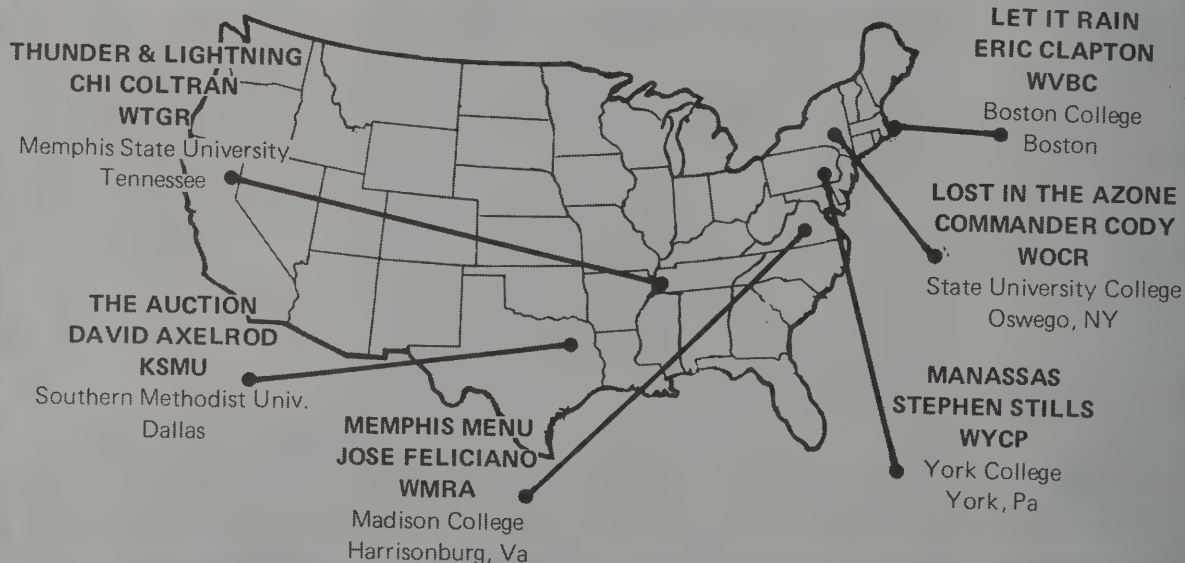 THUNDER & LIGHTNING
CHI COLTRAN
WTGR
Memphis State University
Tennessee
LET IT RAIN
ERIC CLAPTON
WVBC
Boston College
Boston
LOST IN THE AZONE
COMMANDER CODY
WOCR
State University College
Oswego, NY
THE AUCTION
DAVID AXELROD
KSMU
Southern Methodist Univ.
Dallas
MEMPHIS MENU
JOSE FELICIANO
WMRA
Madison College
Harrisonburg, Va
MANASSAS
STEPHEN STILLS
WYCP
York College
York, Pa